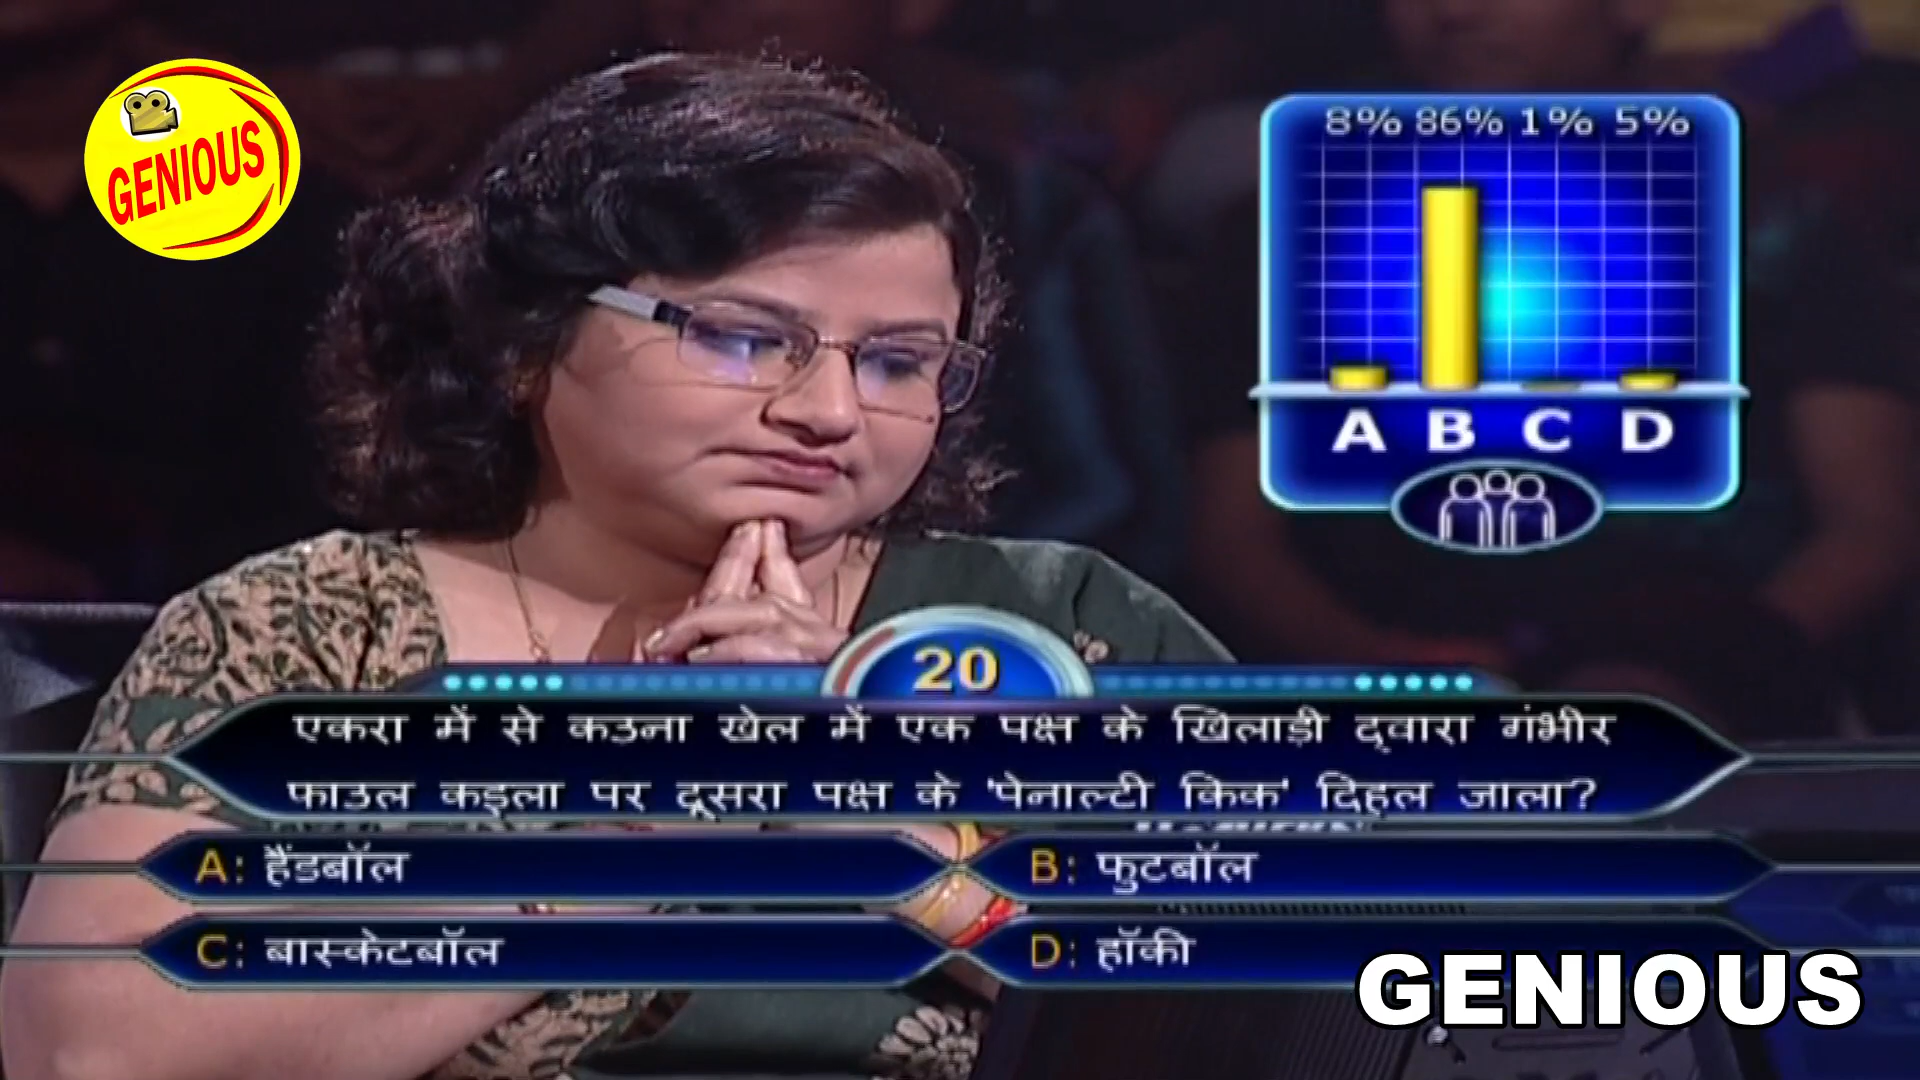 GENIOUS
8% 86% 1% 5%
A B C D
20
एकरा में से कउना खेल में एक पक्ष के खिलाड़ी द्वारा गंभीर
फाउल कइला पर दूसरा पक्ष के 'पेनाल्टी किक' दिहल जाला?
A: हैंडबॉल
B: फुटबॉल
C: बास्केटबॉल
D: हॉकी
GENIOUS